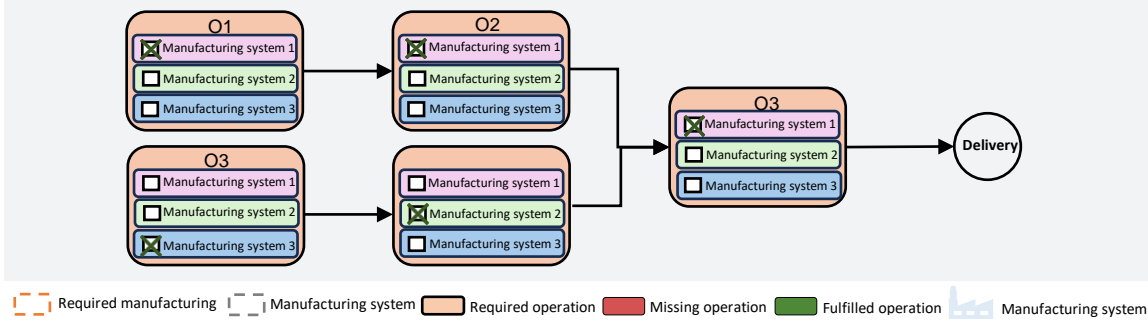 O1
Manufacturing system 1
Manufacturing system 2
Manufacturing system 3
O2
Manufacturing system 1
Manufacturing system 2
Manufacturing system 3
O3
Manufacturing system 1
Manufacturing system 2
Manufacturing system 3
Manufacturing system 1
Manufacturing system 2
Manufacturing system 3
O3
Manufacturing system 1
Manufacturing system 2
Manufacturing system 3
Delivery
Required manufacturing
Manufacturing system
Required operation
Missing operation
Fulfilled operation
Manufacturing system